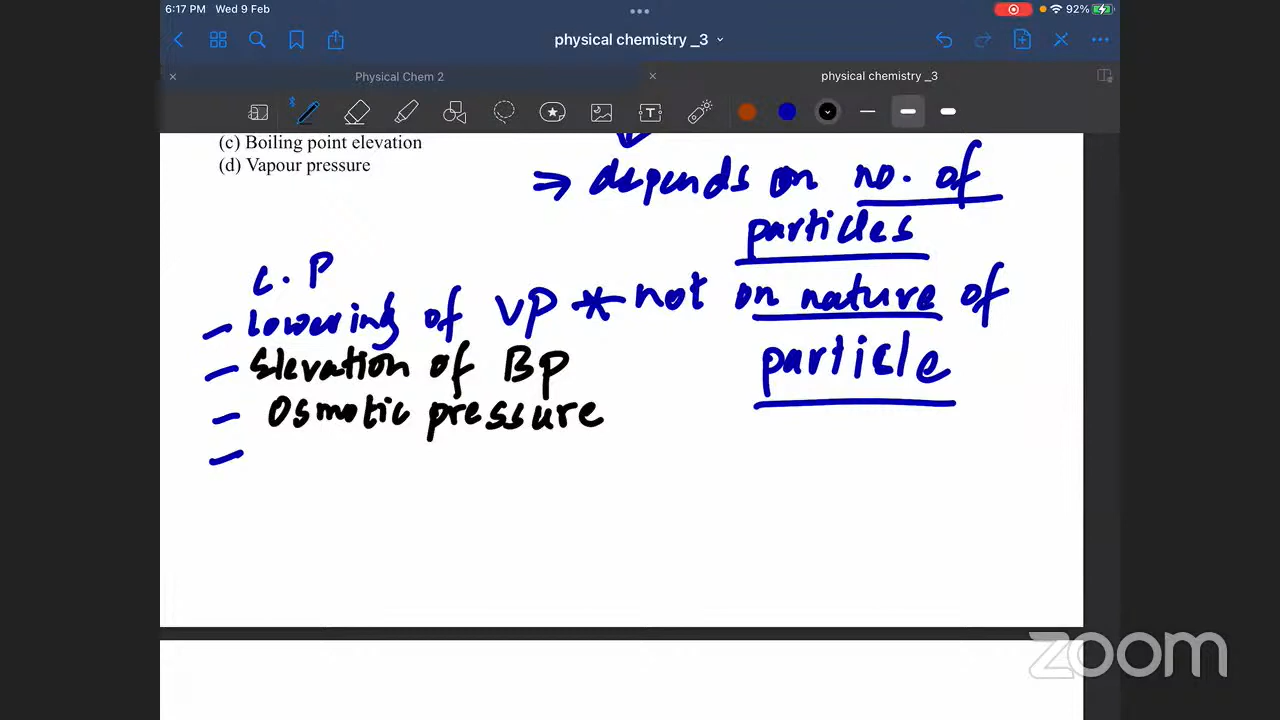 6:17 PM Wed 9 Feb
92%
physical chemistry _3
Physical Chem 2
physical chemistry _3
(c) Boiling point elevation
(d) Vapour pressure
⇒ depends on no. of
particles
C. P
- Lowering of VP * not on nature of
particle
- Elevation of BP
- Osmotic pressure
-
zoom